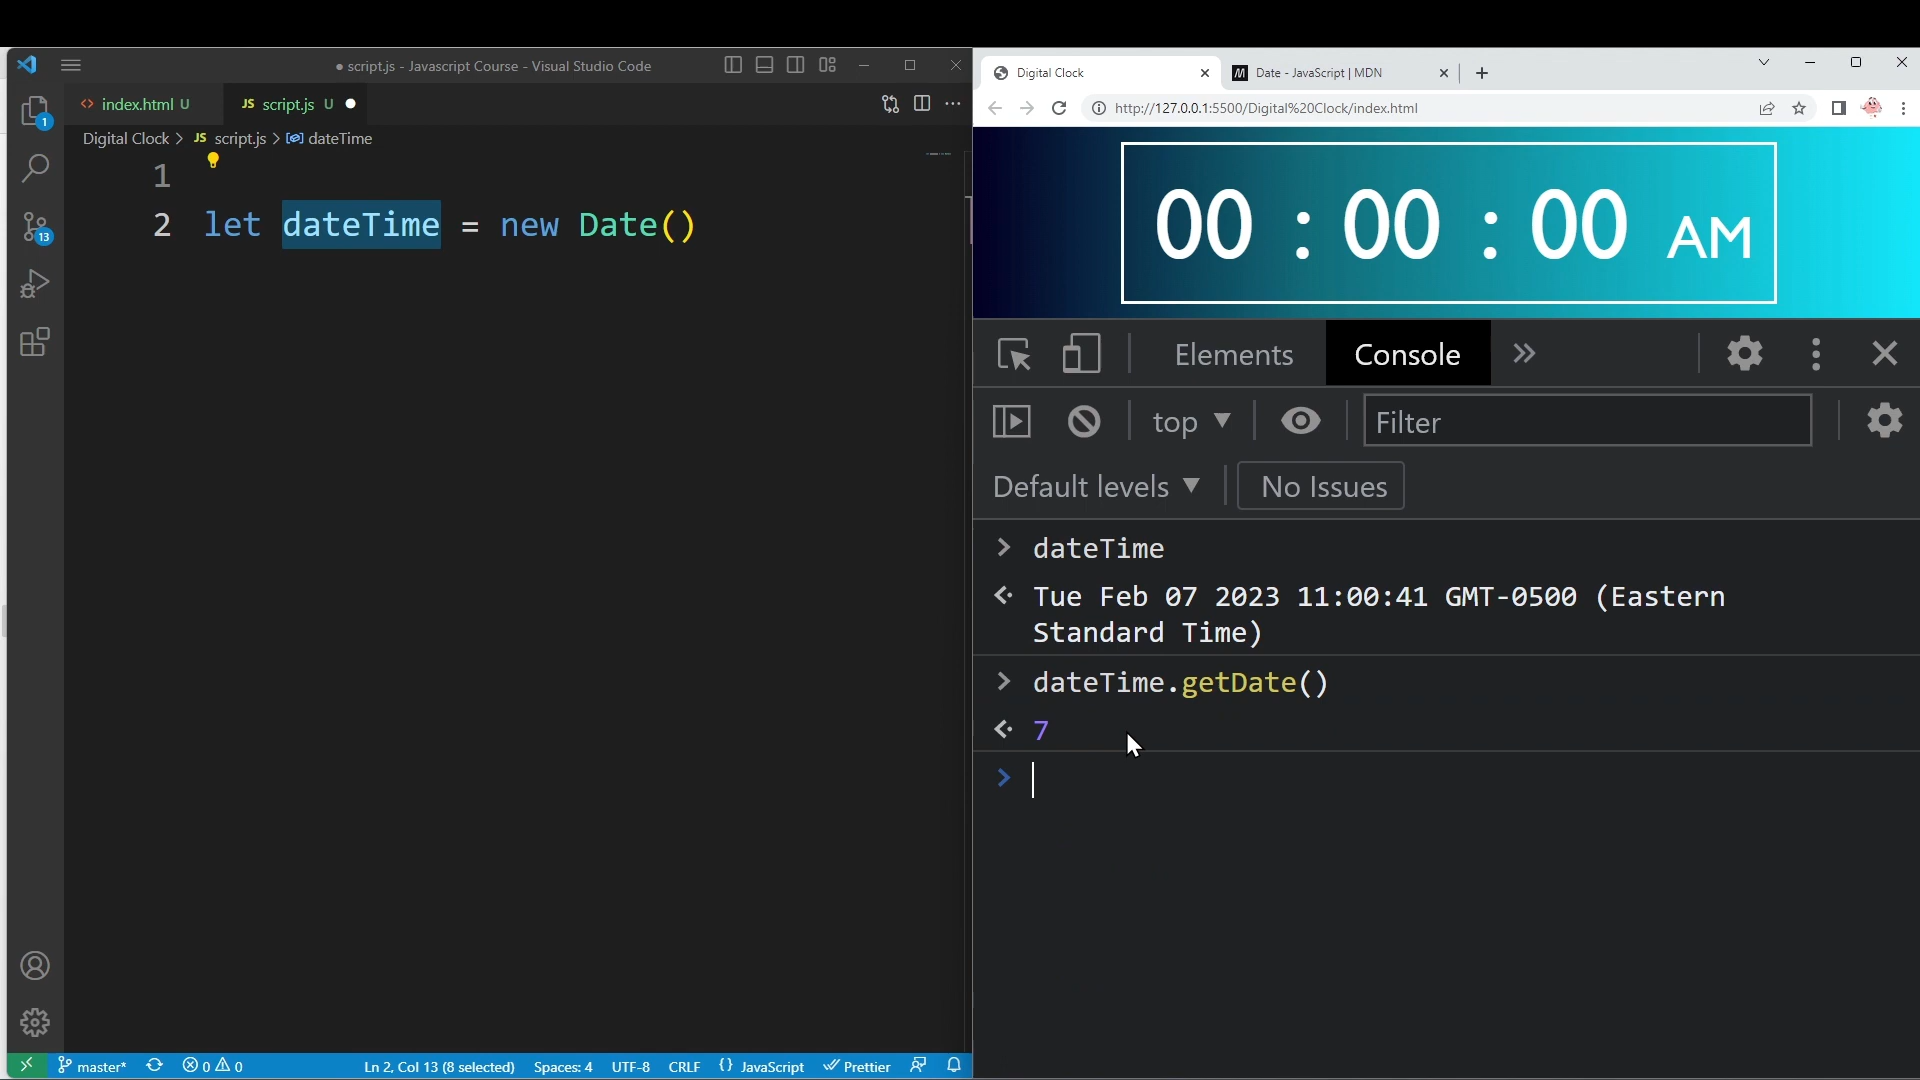 ● script.js - Javascript Course - Visual Studio Code
index.html U
JS script.js U ●
Digital Clock > JS script.js > dateTime
1
2 let dateTime = new Date()
1
13
master* 0 0 Ln 2, Col 13 (8 selected) Spaces: 4 UTF-8 CRLF {} JavaScript Prettier
Digital Clock
M Date - JavaScript | MDN
http://127.0.0.1:5500/Digital%20Clock/index.html
00 : 00 : 00 AM
Elements Console
top ▼ Filter
Default levels ▼ No Issues
> dateTime
Tue Feb 07 2023 11:00:41 GMT-0500 (Eastern
Standard Time)
> dateTime.getDate()
7
>